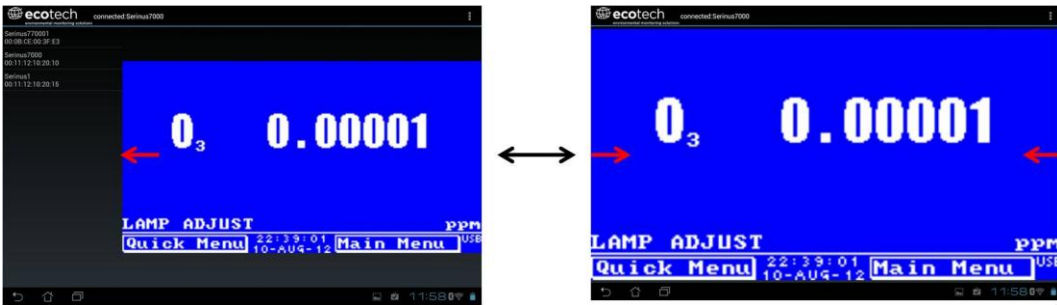 ecotech connected:Serinus7000
environmental monitoring solutions
Serinus770001
00:0B:CE:00:3F:E3
Serinus7000
00:11:12:10:20:10
Serinus1
00:11:12:10:20:15
O3 0.00001
LAMP ADJUST ppm
Quick Menu 22:39:01 Main Menu USB
10-AUG-12
11:58
ecotech connected:Serinus7000
environmental monitoring solutions
O3 0.00001
LAMP ADJUST ppm
Quick Menu 22:39:01 Main Menu USB
10-AUG-12
11:58